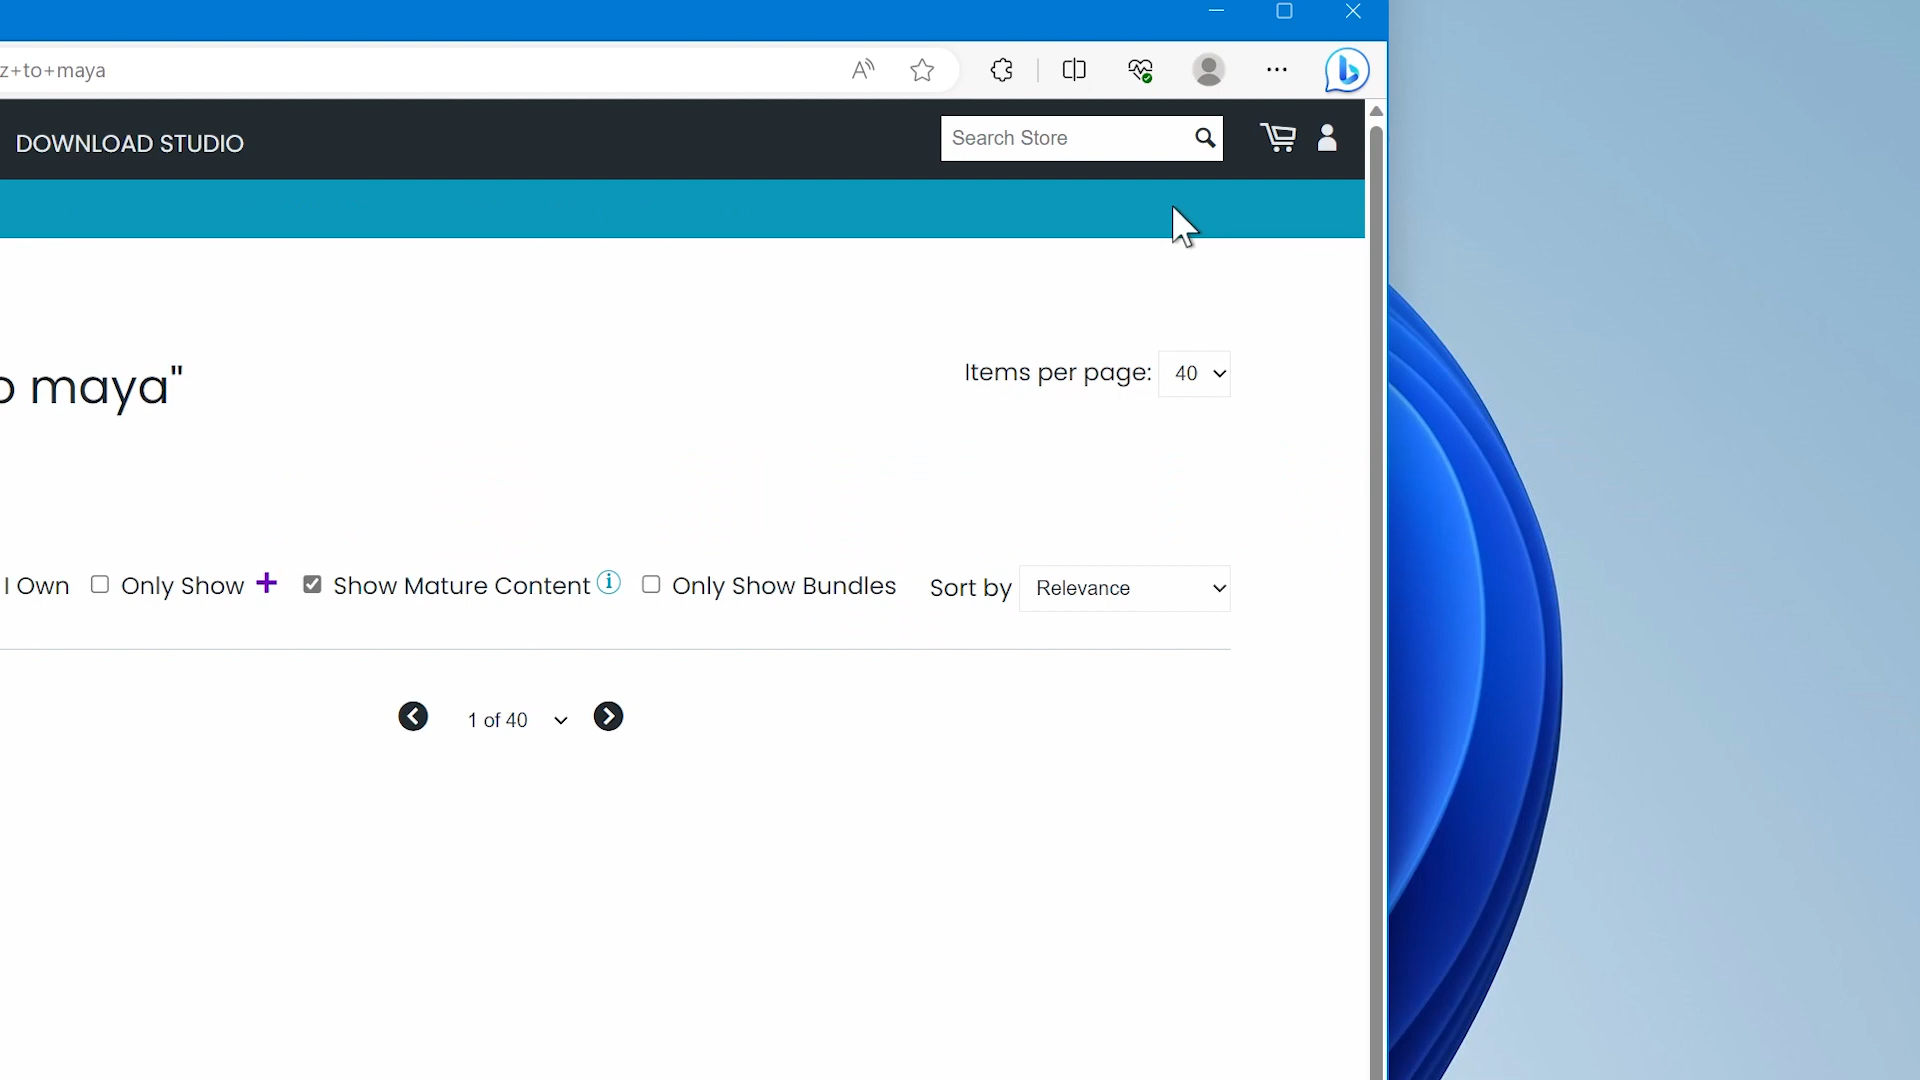 z+to+maya
DOWNLOAD STUDIO
Search Store
o maya"
Items per page: 40
I Own Only Show + Show Mature Content i Only Show Bundles Sort by Relevance
1 of 40